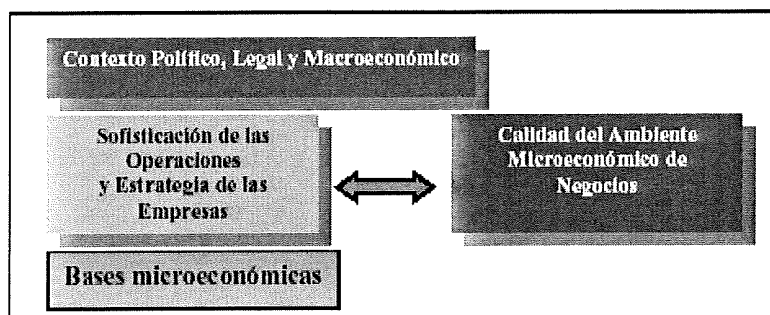 Contexto Político, Legal y Macroeconómico
Sofisticación de las
Operaciones
y Estrategia de las
Empresas
Calidad del Ambiente
Microeconómico de
Negocios
Bases microeconómicas